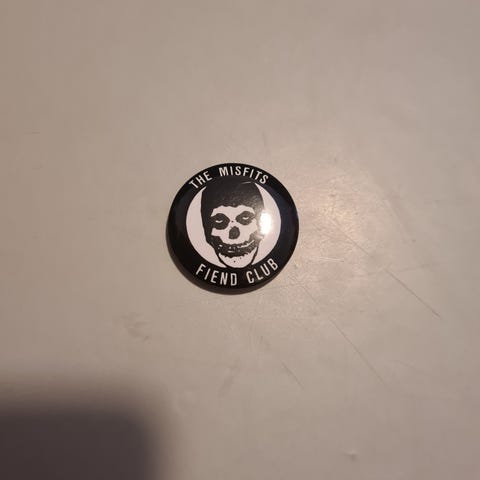 THE MISFITS
FIEND CLUB